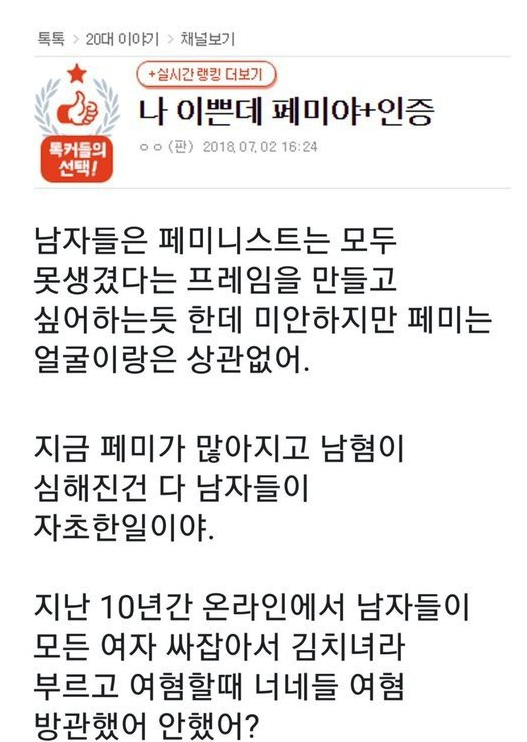 톡톡 > 20대 이야기 > 채널보기
+실시간 랭킹 더보기
나 이쁜데 페미야+인증
톡커들의
선택!
ㅇㅇ (판) 2018.07.02 16:24
남자들은 페미니스트는 모두
못생겼다는 프레임을 만들고
싶어하는듯 한데 미안하지만 페미는
얼굴이랑은 상관없어.
지금 페미가 많아지고 남혐이
심해진건 다 남자들이
자초한일이야.
지난 10년간 온라인에서 남자들이
모든 여자 싸잡아서 김치녀라
부르고 여혐할때 너네들 여혐
방관했어 안했어?